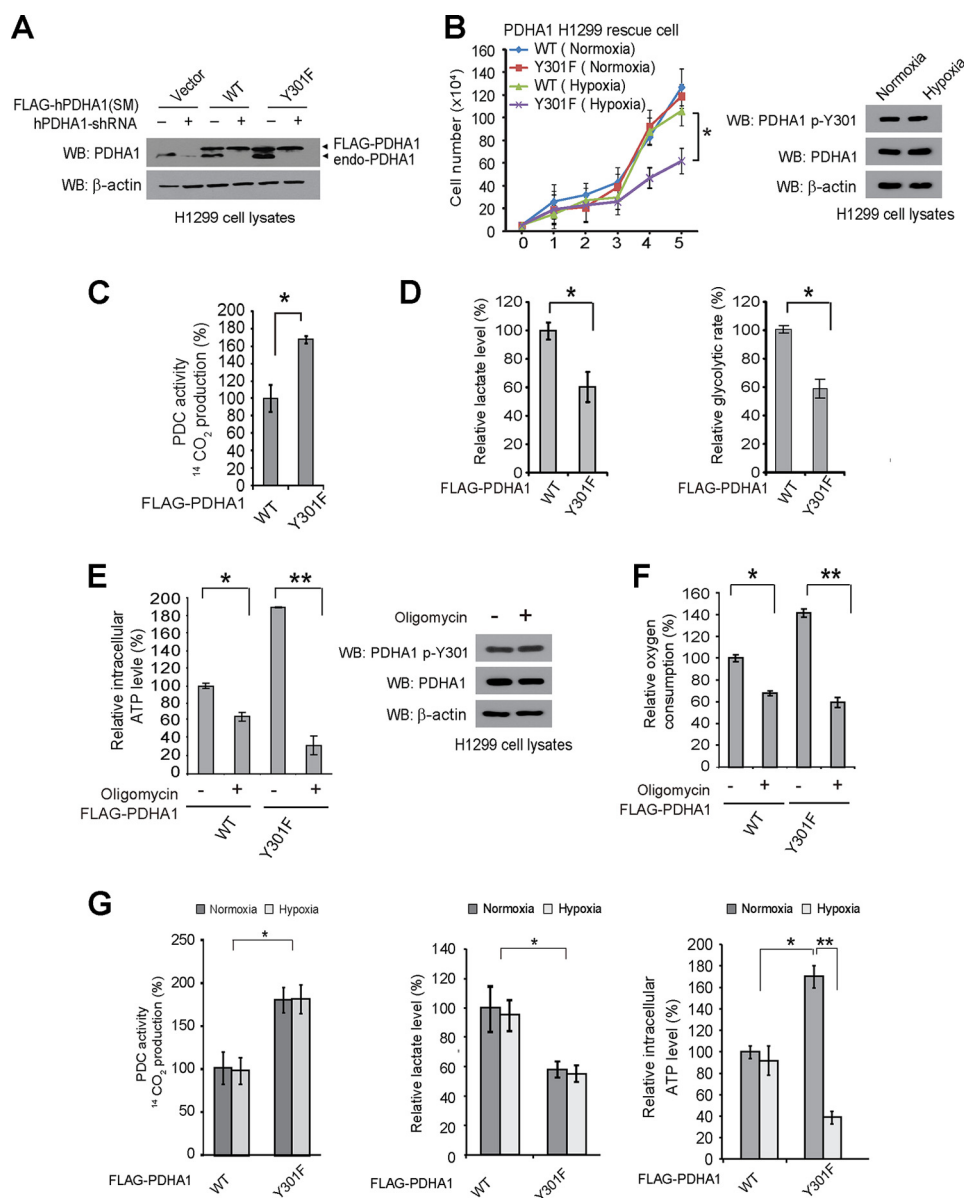 A
Vector
WT
Y301F
FLAG-hPDHA1(SM)
hPDHA1-shRNA – + – + – +
WB: PDHA1
FLAG-PDHA1
endo-PDHA1
WB: β-actin
H1299 cell lysates
B
PDHA1 H1299 rescue cell
WT ( Normoxia)
Y301F ( Normoxia)
WT ( Hypoxia)
Y301F ( Hypoxia)
Cell number (x10⁴)
160
140
120
100
80
60
40
20
0
0 1 2 3 4 5
*
Normoxia
Hypoxia
WB: PDHA1 p-Y301
WB: PDHA1
WB: β-actin
H1299 cell lysates
C
*
PDC activity
¹⁴ CO₂ production (%)
200
180
160
140
120
100
80
60
40
20
0
FLAG-PDHA1
WT
Y301F
D
*
Relative lactate level (%)
120
100
80
60
40
20
0
FLAG-PDHA1
WT
Y301F
*
Relative glycolytic rate (%)
120
100
80
60
40
20
0
FLAG-PDHA1
WT
Y301F
E
* **
Relative intracellular
ATP levle (%)
200
180
160
140
120
100
80
60
40
20
0
Oligomycin - + - +
FLAG-PDHA1
WT
Y301F
- +
Oligomycin
WB: PDHA1 p-Y301
WB: PDHA1
WB: β-actin
H1299 cell lysates
F
* **
Relative oxygen
consumption (%)
160
140
120
100
80
60
40
20
0
Oligomycin - + - +
FLAG-PDHA1
WT
Y301F
G
Normoxia Hypoxia
*
PDC activity
¹⁴ CO₂ production (%)
250
200
150
100
50
0
FLAG-PDHA1
WT
Y301F
Normoxia Hypoxia
*
Relative lactate level (%)
140
120
100
80
60
40
20
0
FLAG-PDHA1
WT
Y301F
Normoxia Hypoxia
* **
Relative intracellular
ATP level (%)
200
180
160
140
120
100
80
60
40
20
0
FLAG-PDHA1
WT
Y301F